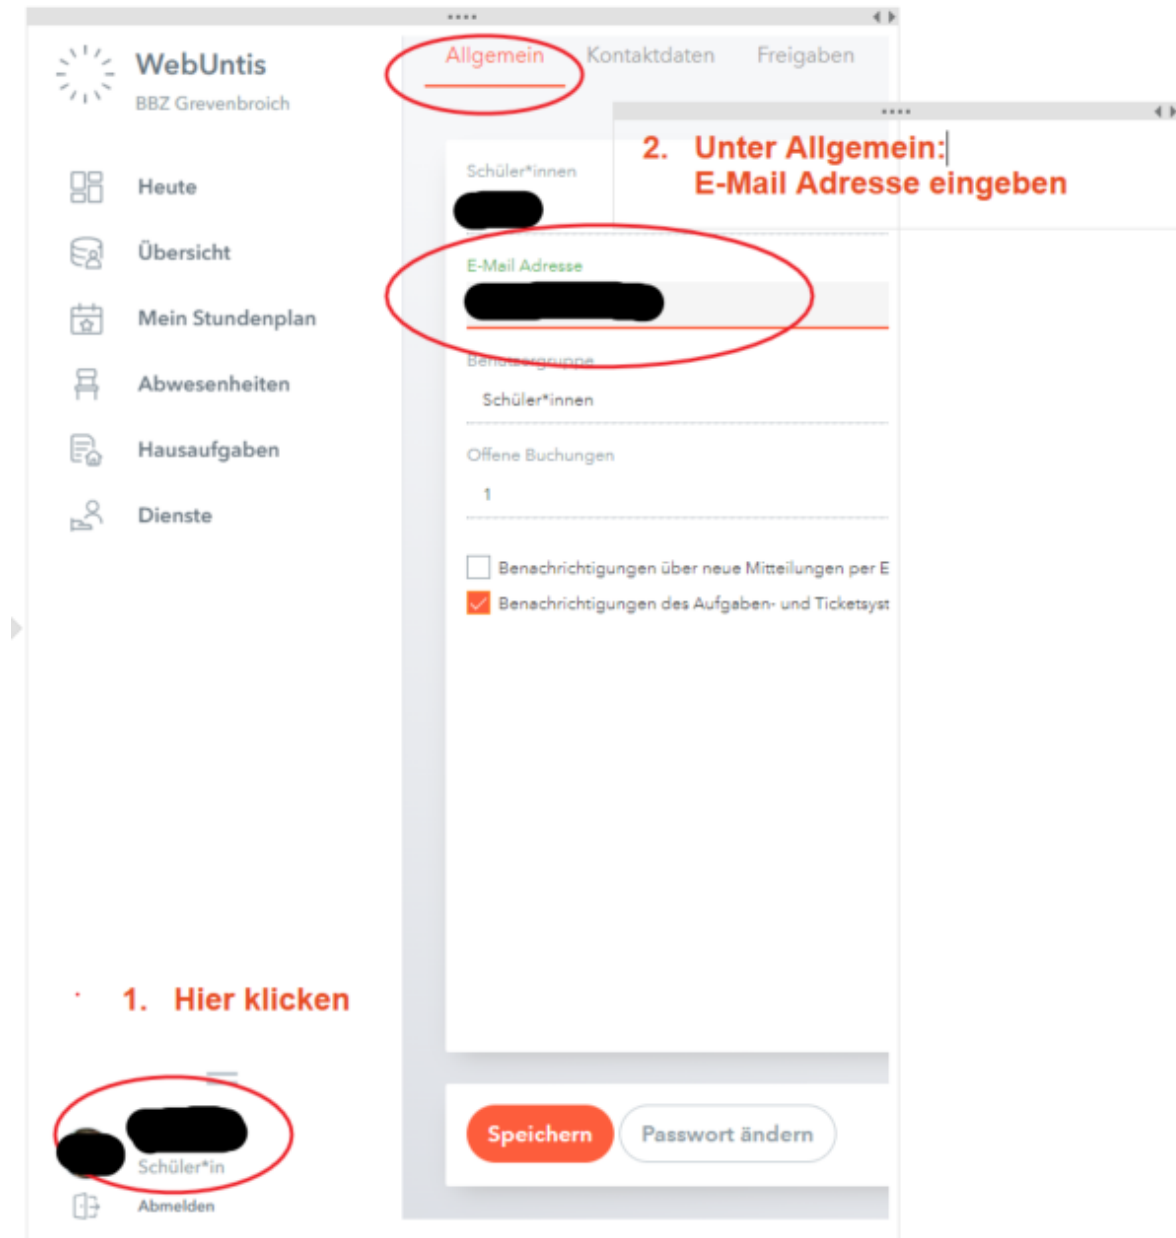 WebUntis
BBZ Grevenbroich
Heute
Übersicht
Mein Stundenplan
Abwesenheiten
Hausaufgaben
Dienste
1. Hier klicken
Schüler*in
Abmelden
Allgemein Kontaktdaten Freigaben
2. Unter Allgemein:
E-Mail Adresse eingeben
Schüler*innen
E-Mail Adresse
Benutzergruppe
Schüler*innen
Offene Buchungen
1
Benachrichtigungen über neue Mitteilungen per E
Benachrichtigungen des Aufgaben- und Ticketsyst
Speichern Passwort ändern